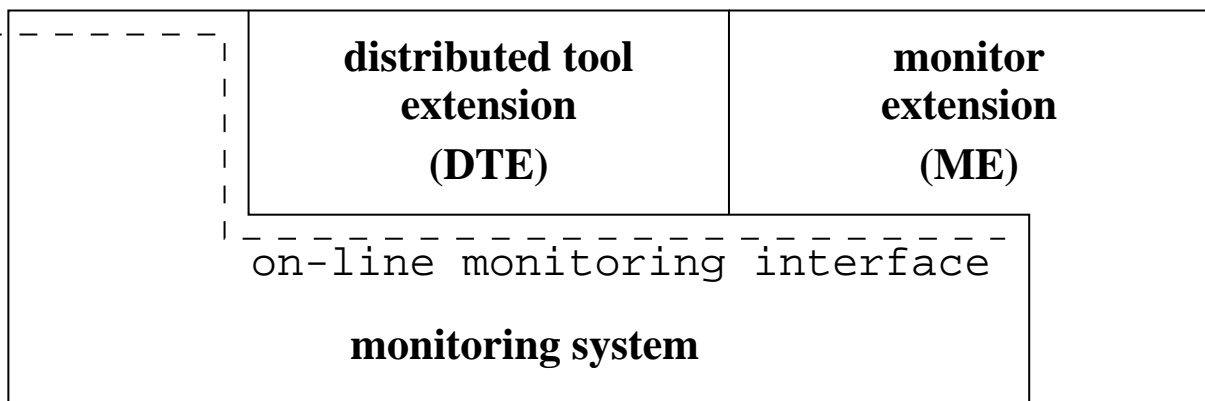 distributed tool
extension
(DTE)
monitor
extension
(ME)
on-line monitoring interface
monitoring system